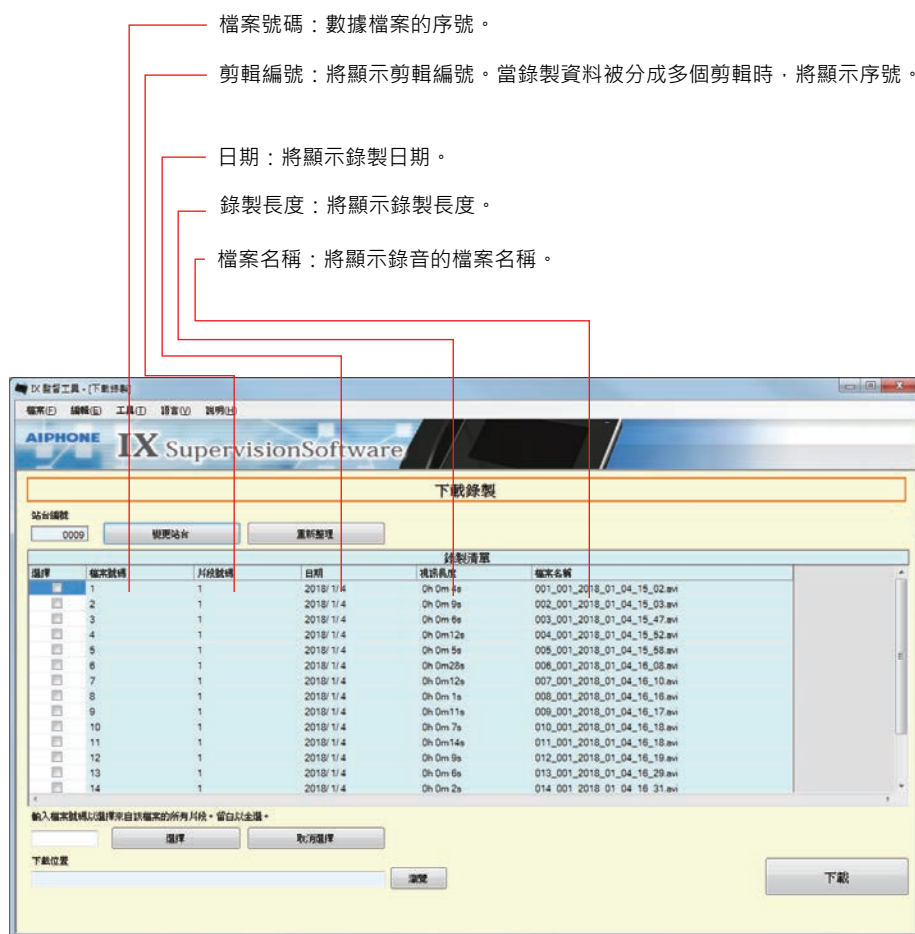 檔案號碼：數據檔案的序號。
剪輯編號：將顯示剪輯編號。當錄製資料被分成多個剪輯時，將顯示序號。
日期：將顯示錄製日期。
錄製長度：將顯示錄製長度。
檔案名稱：將顯示錄音的檔案名稱。
IX 監督工具 - [下載錄製]
檔案(F) 編輯(E) 工具(T) 語言(V) 說明(H)
AIPHONE IX SupervisionSoftware
下載錄製
站台編號
0009 變更站台 重新整理
錄製清單
選擇 檔案號碼 片段號碼 日期 視訊長度 檔案名稱
1 1 2018/ 1/ 4 0h 0m 4s 001_001_2018_01_04_15_02.avi
2 1 2018/ 1/ 4 0h 0m 9s 002_001_2018_01_04_15_03.avi
3 1 2018/ 1/ 4 0h 0m 6s 003_001_2018_01_04_15_47.avi
4 1 2018/ 1/ 4 0h 0m12s 004_001_2018_01_04_15_52.avi
5 1 2018/ 1/ 4 0h 0m 5s 005_001_2018_01_04_15_58.avi
6 1 2018/ 1/ 4 0h 0m28s 006_001_2018_01_04_16_08.avi
7 1 2018/ 1/ 4 0h 0m12s 007_001_2018_01_04_16_10.avi
8 1 2018/ 1/ 4 0h 0m 1s 008_001_2018_01_04_16_16.avi
9 1 2018/ 1/ 4 0h 0m11s 009_001_2018_01_04_16_17.avi
10 1 2018/ 1/ 4 0h 0m 7s 010_001_2018_01_04_16_18.avi
11 1 2018/ 1/ 4 0h 0m14s 011_001_2018_01_04_16_18.avi
12 1 2018/ 1/ 4 0h 0m 9s 012_001_2018_01_04_16_19.avi
13 1 2018/ 1/ 4 0h 0m 6s 013_001_2018_01_04_16_29.avi
14 1 2018/ 1/ 4 0h 0m 2s 014_001_2018_01_04_16_31.avi
輸入檔案號碼以選擇來自該檔案的所有片段。留白以全選。
選擇 取消選擇
下載位置
瀏覽 下載